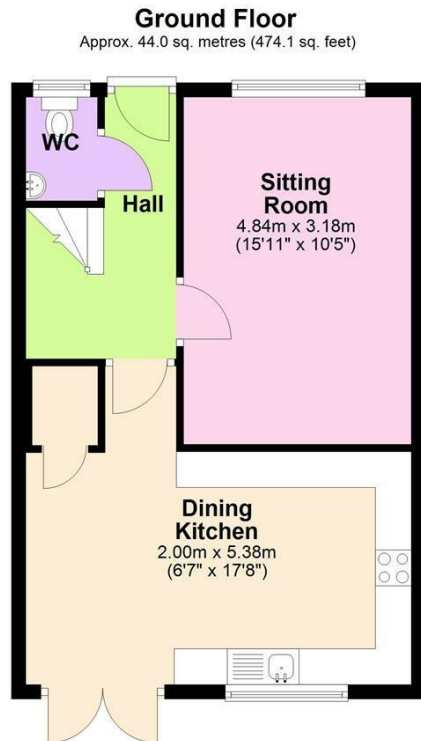 Ground Floor
Approx. 44.0 sq. metres (474.1 sq. feet)
WC
Hall
Sitting
Room
4.84m x 3.18m
(15'11" x 10'5")
Dining
Kitchen
2.00m x 5.38m
(6'7" x 17'8")